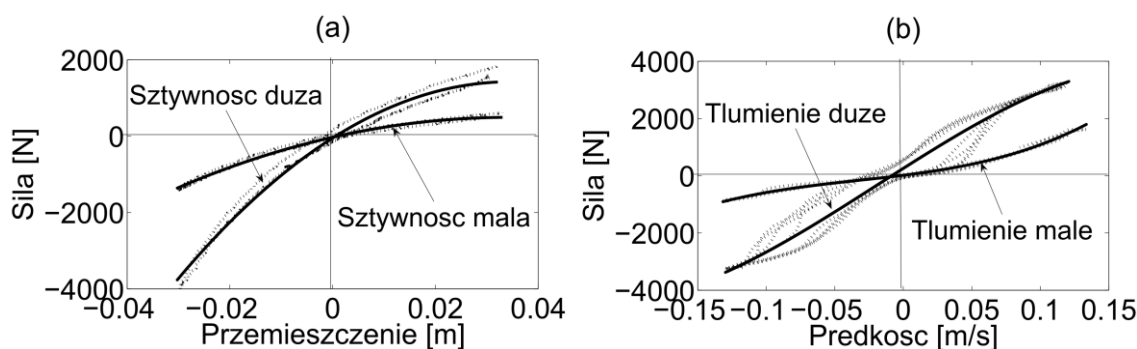 (a)
2000
0
−2000
−4000
Sila [N]
Sztywnosc duza
Sztywnosc mala
−0.04 −0.02 0 0.02 0.04
Przemieszczenie [m]
(b)
4000
2000
0
−2000
−4000
Sila [N]
Tlumienie duze
Tlumienie male
−0.15 −0.1 −0.05 0 0.05 0.1 0.15
Predkosc [m/s]